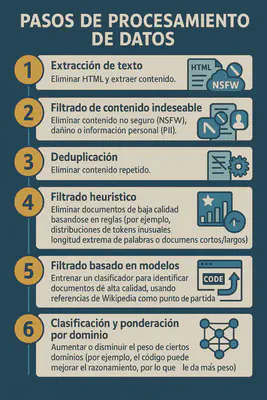 PASOS DE PROCESAMIENTO
DE DATOS
1
Extracción de texto
Eliminar HTML y extraer contenido.
HTML
NSFW
2
Filtrado de contenido indeseable
Eliminar contenido no seguro (NSFW),
dañino o información personal (PII).
3
Deduplicación
Eliminar contenido repetido.
4
Filtrado heuristico
Eliminar documentos de baja calidad
basandose en reglas (por ejemplo,
distribuciones de tokens inusuales
longitud extrema de palabras o documens cortos/largos)
5
Filtrado basado en modelos
Entrenar un clasificador para identificar
documentos dé alta calidad, usando
referencias de Wikipedia como punto de partida
CODE
6
Clasificación y ponderación
por dominio
Aumentar o disminuir el peso de ciertos
dominios (por ejemplo, el código puede
mejorar el razonamiento, por lo que le da más peso)